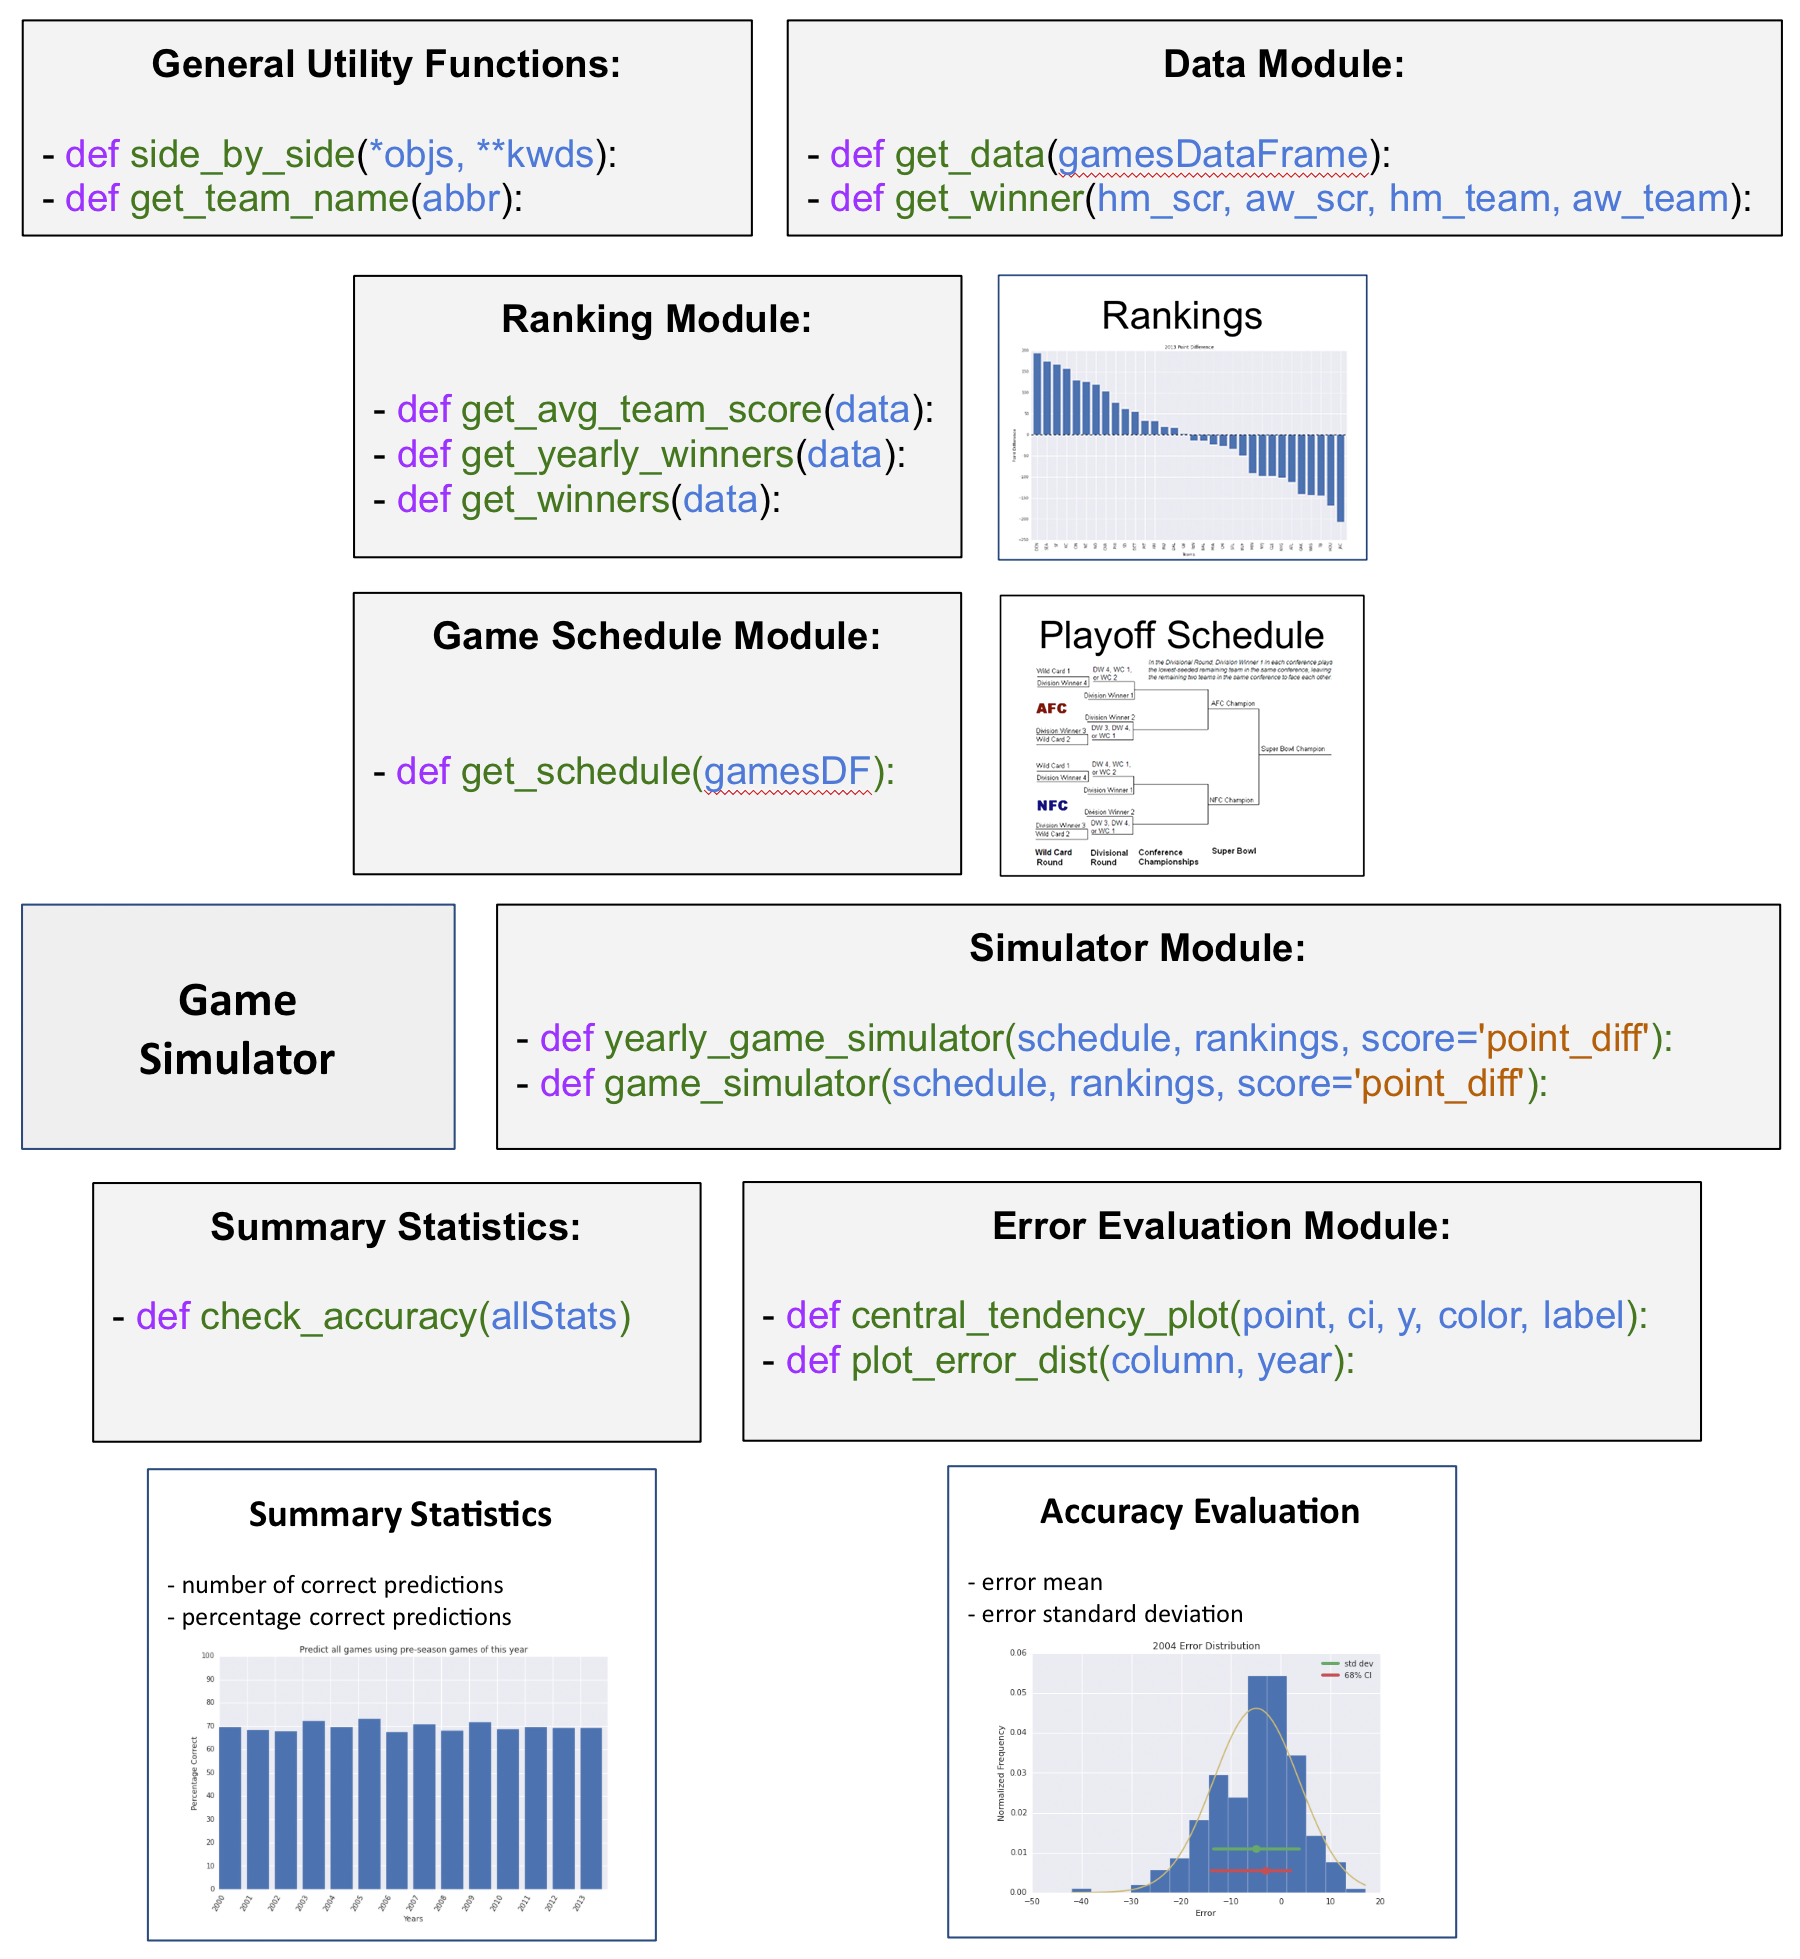 General Utility Functions:
- def side_by_side(*objs, **kwds):
- def get_team_name(abbr):
Data Module:
- def get_data(gamesDataFrame):
- def get_winner(hm_scr, aw_scr, hm_team, aw_team):
Ranking Module:
- def get_avg_team_score(data):
- def get_yearly_winners(data):
- def get_winners(data):
Rankings
2013 Point Difference
Teams
Game Schedule Module:
- def get_schedule(gamesDF):
Playoff Schedule
In the Divisional Round, Division Winner 1 in each conference plays
the lowest-seeded remaining team in the same conference, leaving
the remaining two teams in the same conference to face each other.
Wild Card 1
Division Winner 4
DW 4, WC 1,
or WC 2
Division Winner 1
AFC
AFC Champion
Division Winner 2
Division Winner 3
Wild Card 2
DW 3, DW 4,
or WC 1
Super Bowl Champion
Wild Card 1
Division Winner 4
DW 4, WC 1,
or WC 2
Division Winner 1
NFC
NFC Champion
Division Winner 2
Division Winner 3
Wild Card 2
DW 3, DW 4,
or WC 1
Wild Card
Round
Divisional
Round
Conference
Championships
Super Bowl
Game
Simulator
Simulator Module:
- def yearly_game_simulator(schedule, rankings, score='point_diff'):
- def game_simulator(schedule, rankings, score='point_diff'):
Summary Statistics:
- def check_accuracy(allStats)
Error Evaluation Module:
- def central_tendency_plot(point, ci, y, color, label):
- def plot_error_dist(column, year):
Summary Statistics
- number of correct predictions
- percentage correct predictions
Predict all games using pre-season games of this year
100
90
80
70
60
50
40
30
20
10
0
Percentage Correct
2000 2001 2002 2003 2004 2005 2006 2007 2008 2009 2010 2011 2012 2013
Years
Accuracy Evaluation
- error mean
- error standard deviation
2004 Error Distribution
std dev
68% CI
0.06
0.05
0.04
0.03
0.02
0.01
0.00
Normalized Frequency
−50 −40 −30 −20 −10 0 10 20
Error